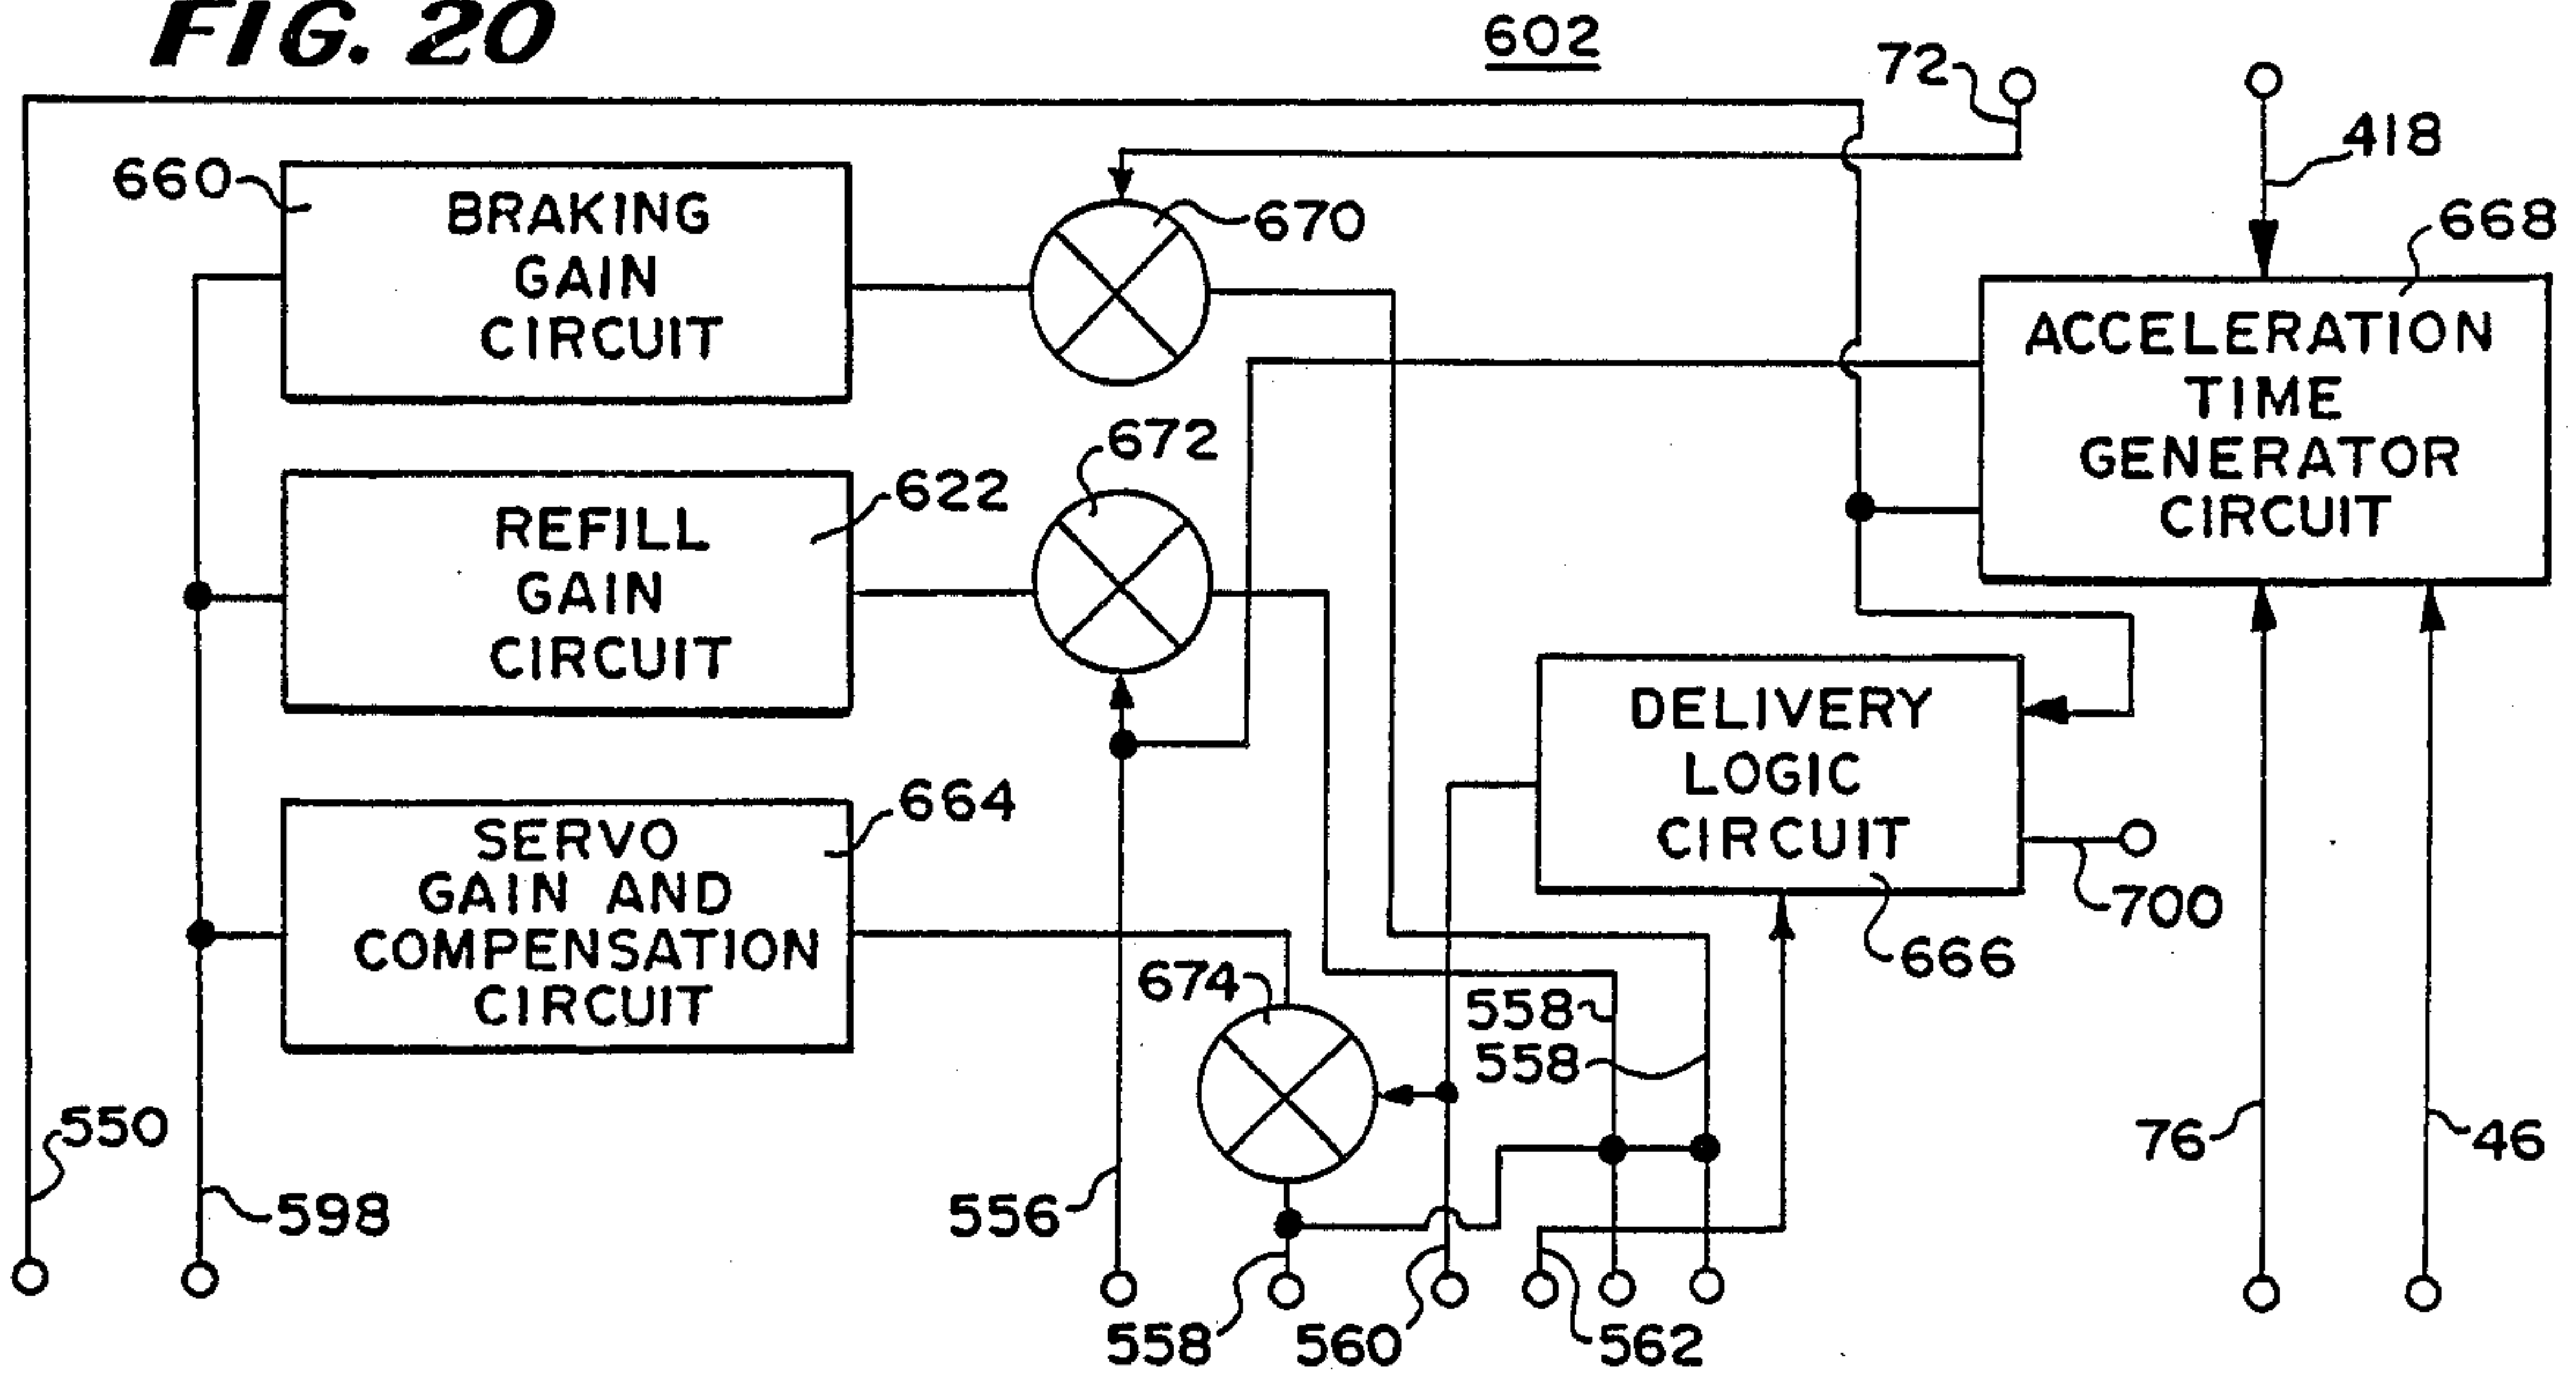 FIG. 20
602
72
418
660
BRAKING
GAIN
CIRCUIT
670
668
ACCELERATION
TIME
GENERATOR
CIRCUIT
672
622
REFILL
GAIN
CIRCUIT
DELIVERY
LOGIC
CIRCUIT
664
SERVO
GAIN AND
COMPENSATION
CIRCUIT
700
666
674
558
558
550
598
556
76
46
558
560
562